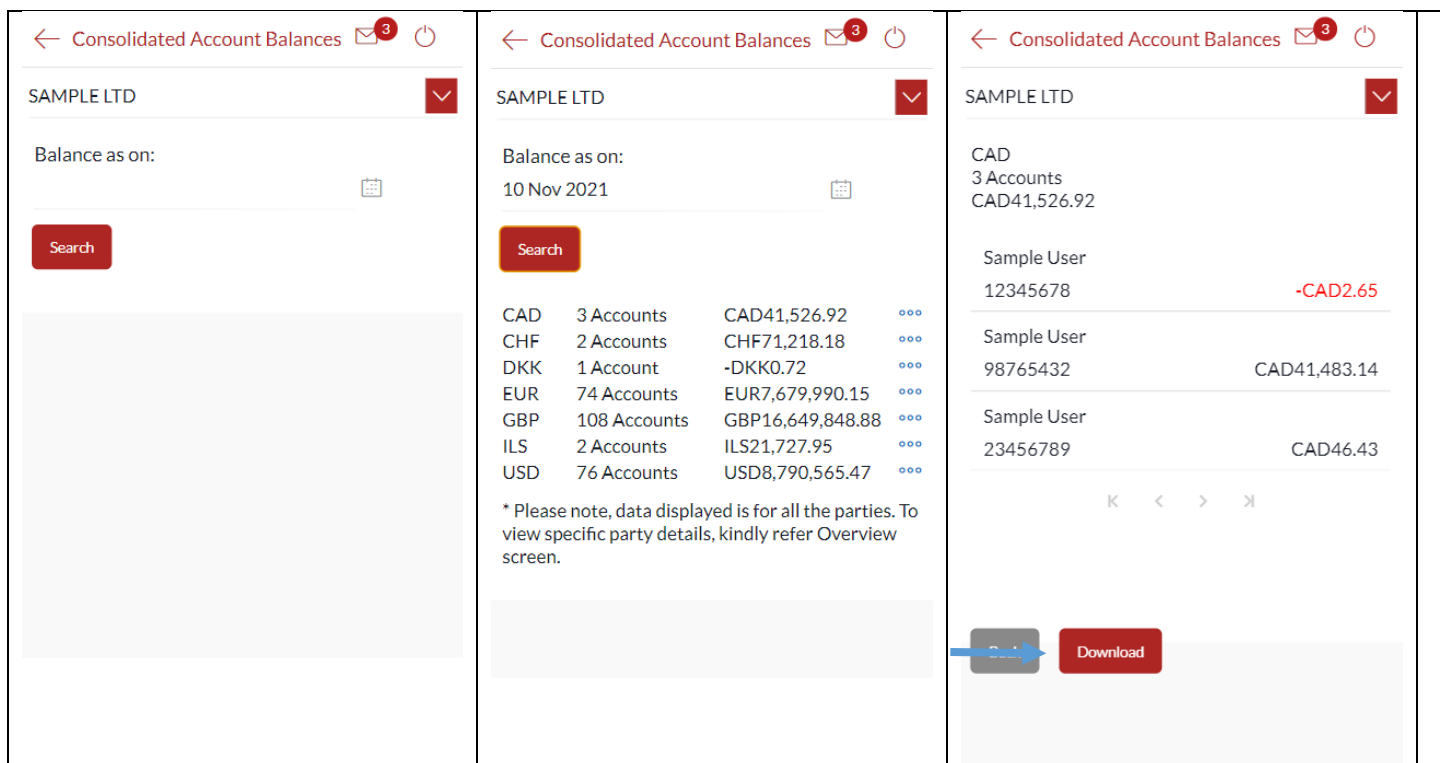 Consolidated Account Balances 3
SAMPLE LTD
Balance as on:
Search
Consolidated Account Balances 3
SAMPLE LTD
Balance as on:
10 Nov 2021
Search
CAD 3 Accounts CAD41,526.92
CHF 2 Accounts CHF71,218.18
DKK 1 Account -DKK0.72
EUR 74 Accounts EUR7,679,990.15
GBP 108 Accounts GBP16,649,848.88
ILS 2 Accounts ILS21,727.95
USD 76 Accounts USD8,790,565.47
* Please note, data displayed is for all the parties. To
view specific party details, kindly refer Overview
screen.
Consolidated Account Balances 3
SAMPLE LTD
CAD
3 Accounts
CAD41,526.92
Sample User
12345678 -CAD2.65
Sample User
98765432 CAD41,483.14
Sample User
23456789 CAD46.43
Download